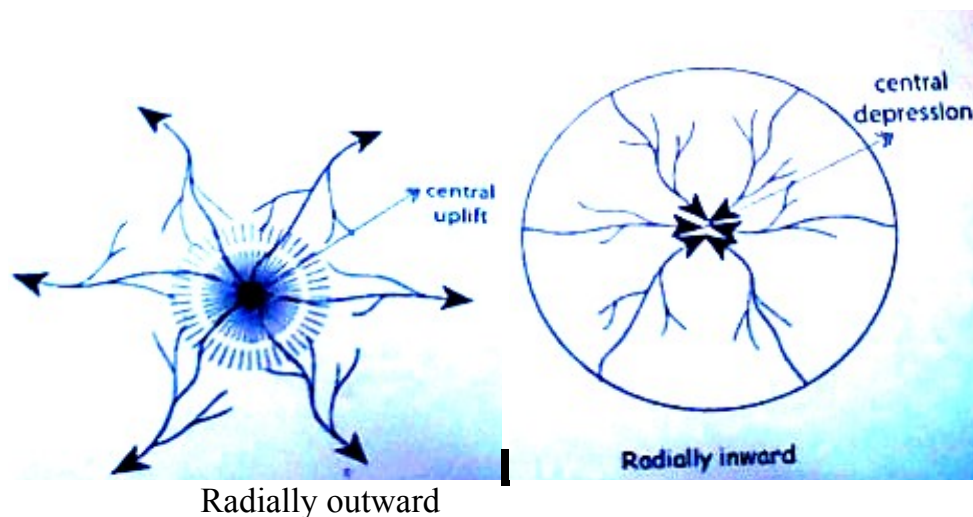 central
uplift
central
depression
Radially inward
Radially outward